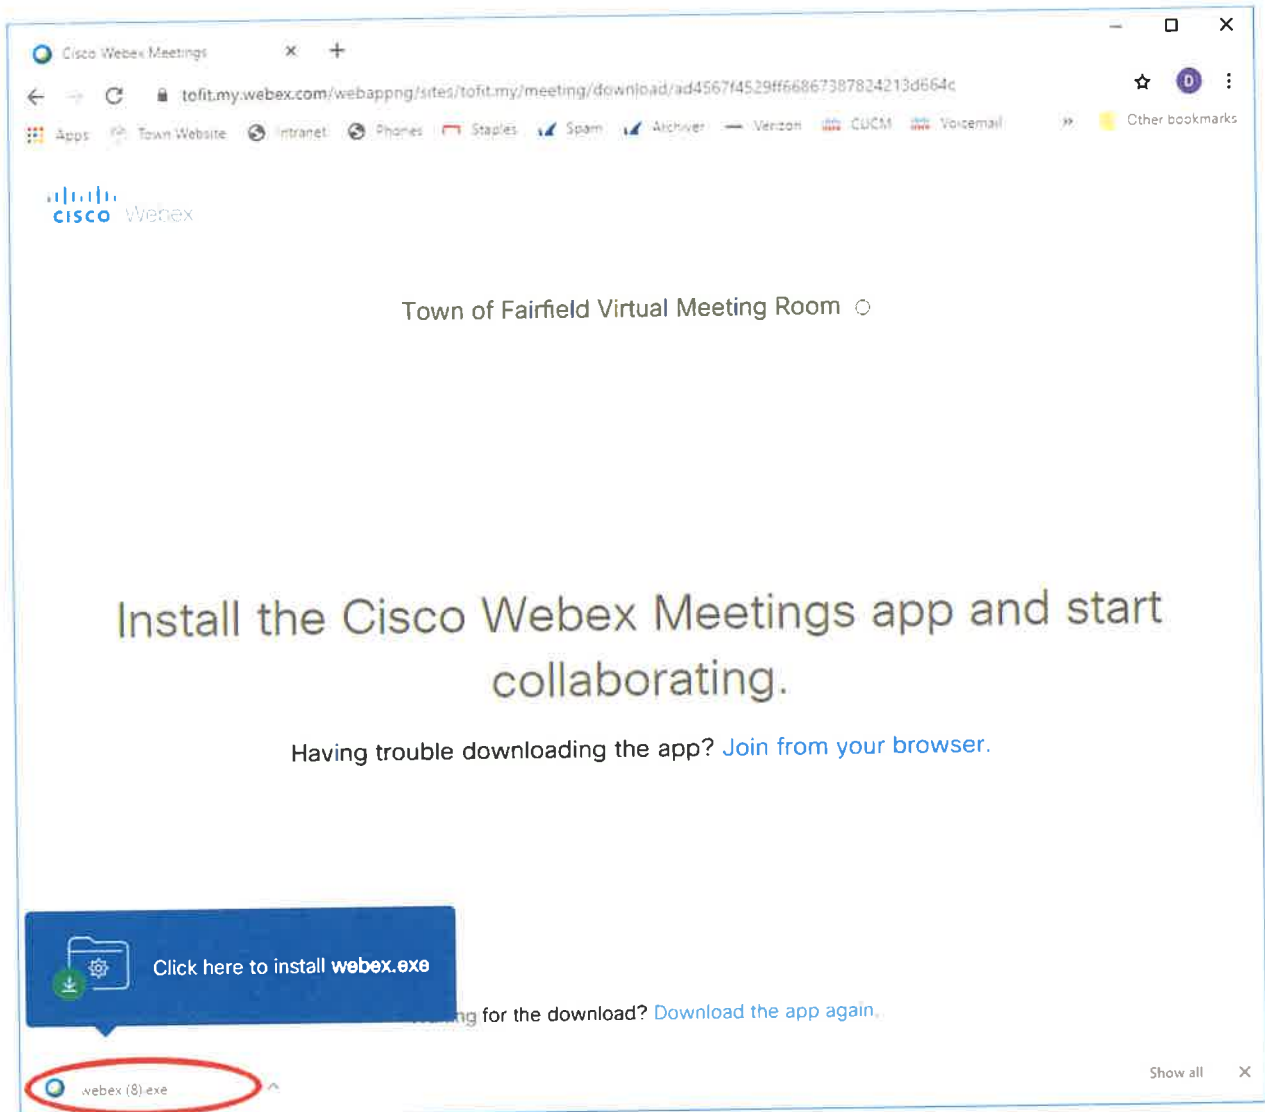 Cisco Webex Meetings
tofit.my.webex.com/webappng/sites/tofit.my/meeting/download/ad4567f4529ff66867387824213d664c
D
Apps Town Website Intranet Phones Staples Spam Archiver Verizon CUCM Voicemail » Other bookmarks
CISCO Webex
Town of Fairfield Virtual Meeting Room
Install the Cisco Webex Meetings app and start
collaborating.
Having trouble downloading the app? Join from your browser.
Click here to install webex.exe
for the download? Download the app again.
webex (8).exe
Show all